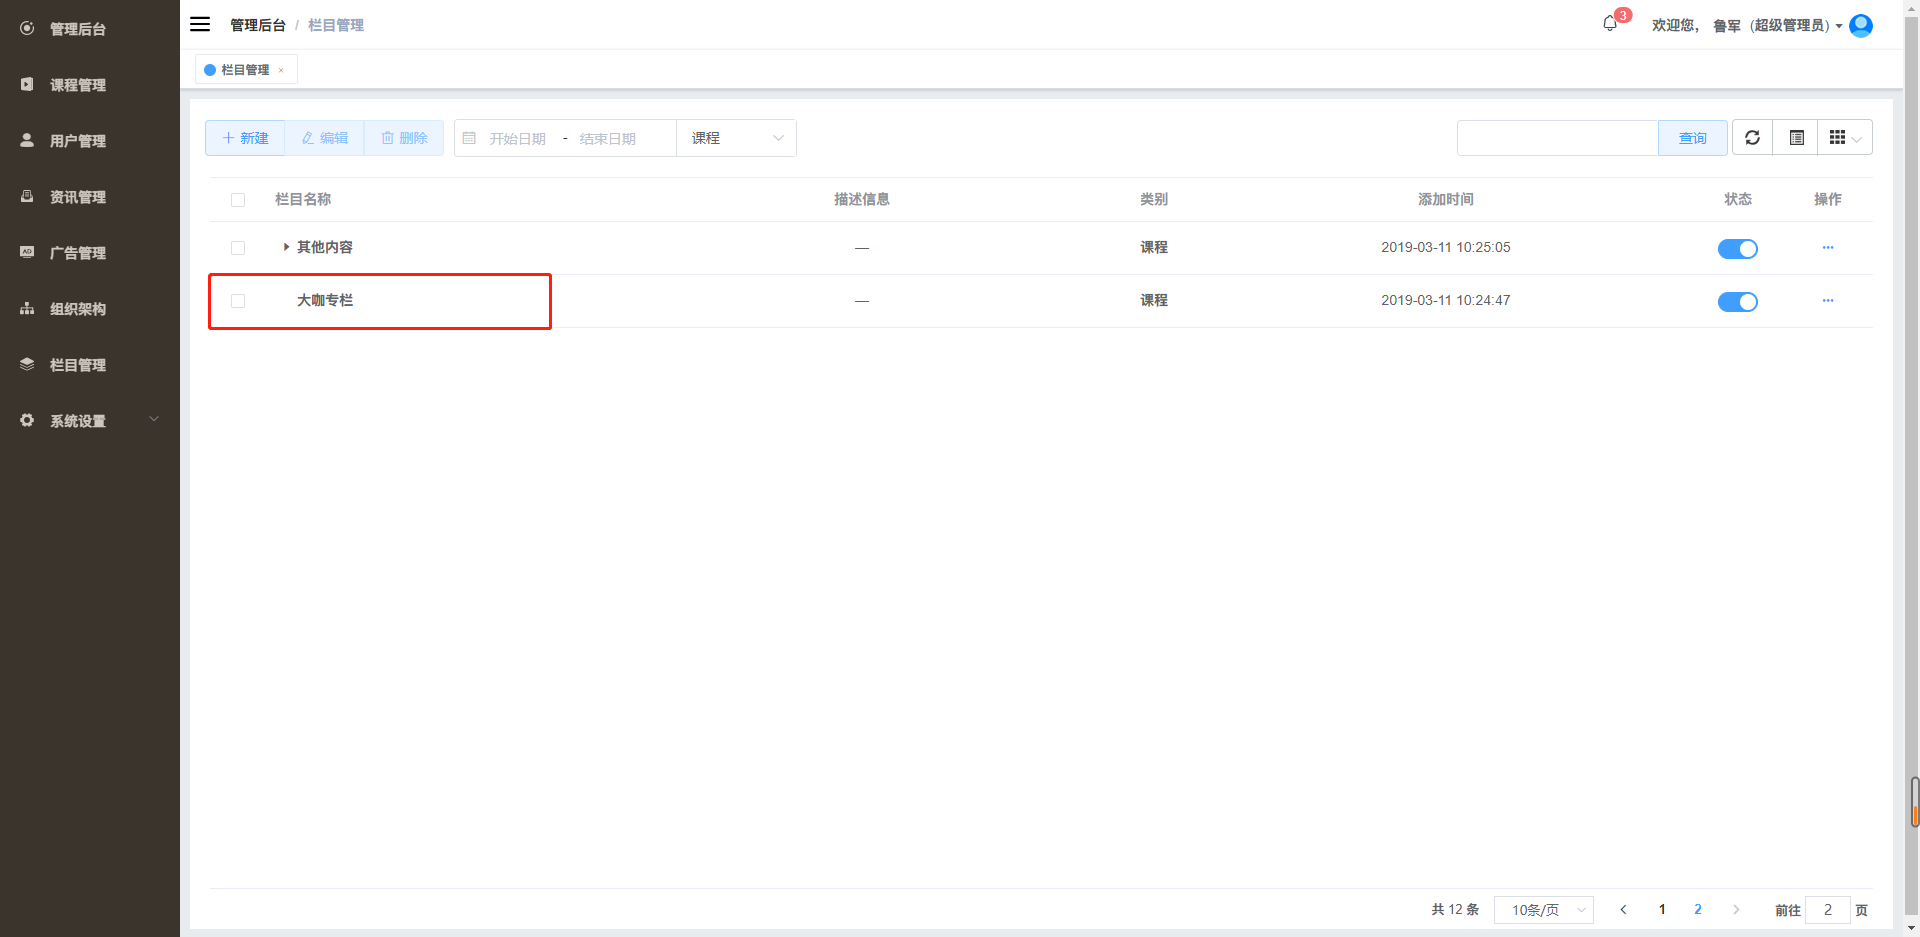 管理后台
课程管理
用户管理
资讯管理
广告管理
组织架构
栏目管理
系统设置
管理后台 / 栏目管理
3
欢迎您， 鲁军（超级管理员）
栏目管理 ×
新建 编辑 删除 开始日期 - 结束日期 课程 查询
栏目名称 描述信息 类别 添加时间 状态 操作
其他内容 — 课程 2019-03-11 10:25:05
大咖专栏 — 课程 2019-03-11 10:24:47
共 12 条 10条/页 1 2 前往 2 页